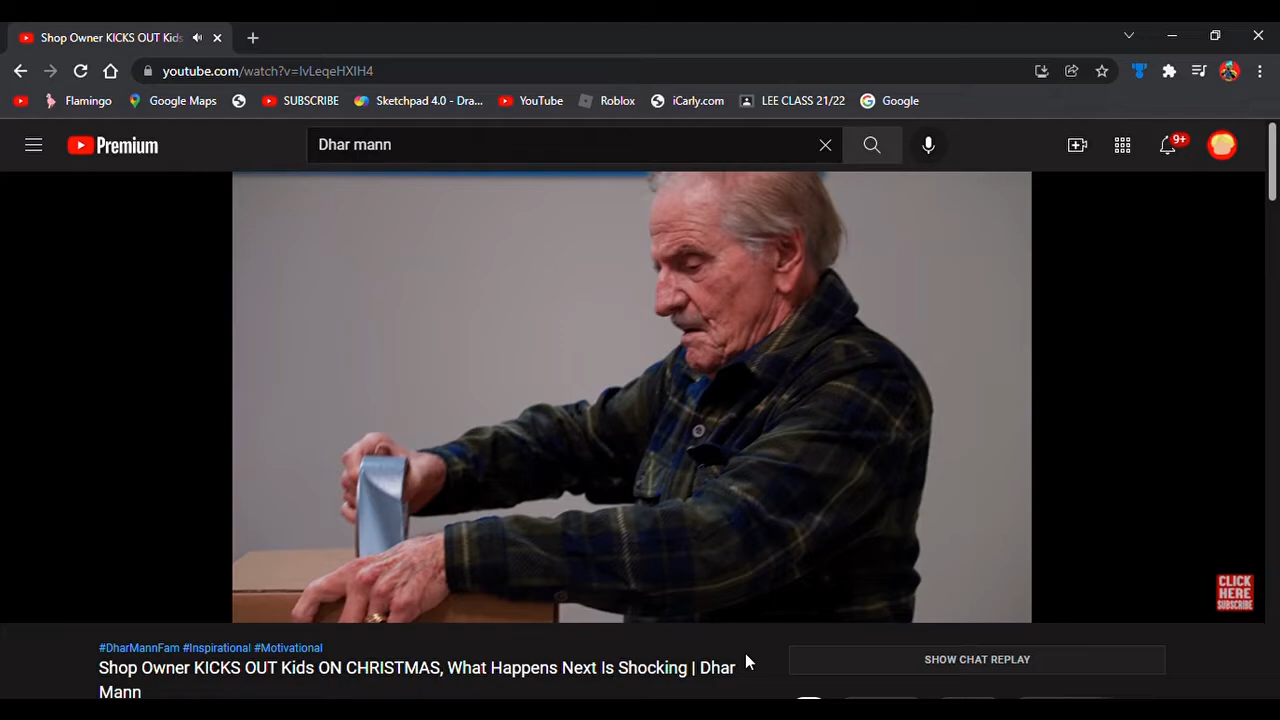 Shop Owner KICKS OUT Kids
youtube.com/watch?v=lvLeqeHXIH4
Flamingo Google Maps SUBSCRIBE Sketchpad 4.0 - Dra... YouTube Roblox iCarly.com LEE CLASS 21/22 Google
Premium Dhar mann 9+
CLICK
HERE
SUBSCRIBE
#DharMannFam #Inspirational #Motivational
Shop Owner KICKS OUT Kids ON CHRISTMAS, What Happens Next Is Shocking | Dhar
Mann
SHOW CHAT REPLAY